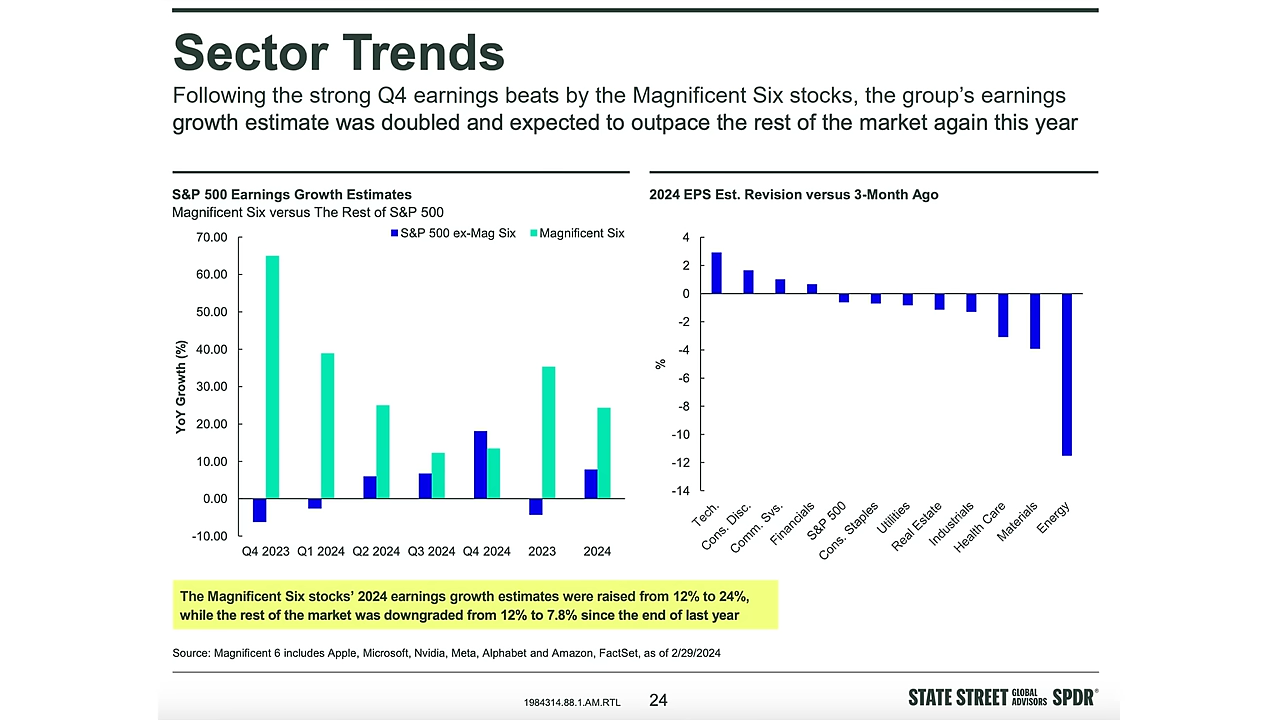 Sector Trends
Following the strong Q4 earnings beats by the Magnificent Six stocks, the group’s earnings
growth estimate was doubled and expected to outpace the rest of the market again this year
S&P 500 Earnings Growth Estimates
Magnificent Six versus The Rest of S&P 500
S&P 500 ex-Mag Six
Magnificent Six
YoY Growth (%)
70.00
60.00
50.00
40.00
30.00
20.00
10.00
0.00
-10.00
Q4 2023 Q1 2024 Q2 2024 Q3 2024 Q4 2024 2023 2024
2024 EPS Est. Revision versus 3-Month Ago
%
4
2
0
-2
-4
-6
-8
-10
-12
-14
Tech.
Cons. Disc.
Comm. Svs.
Financials
S&P 500
Cons. Staples
Utilities
Real Estate
Industrials
Health Care
Materials
Energy
The Magnificent Six stocks’ 2024 earnings growth estimates were raised from 12% to 24%,
while the rest of the market was downgraded from 12% to 7.8% since the end of last year
Source: Magnificent 6 includes Apple, Microsoft, Nvidia, Meta, Alphabet and Amazon, FactSet, as of 2/29/2024
1984314.88.1.AM.RTL
24
STATE STREET GLOBAL ADVISORS SPDR®